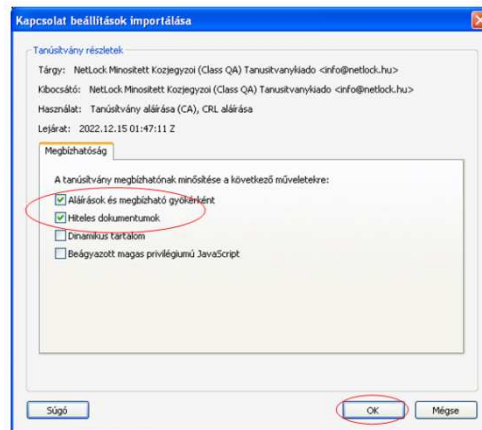 Kapcsolat beállítások importálása
Tanúsítvány részletek
Tárgy: NetLock Minositett Kozjegyzoi (Class QA) Tanusitvanykiado <info@netlock.hu>
Kibocsátó: NetLock Minositett Kozjegyzoi (Class QA) Tanusitvanykiado <info@netlock.hu>
Használat: Tanúsítvány aláírása (CA), CRL aláírása
Lejárat: 2022.12.15 01:47:11 Z
Megbízhatóság
A tanúsítvány megbízhatónak minősítése a következő műveletekre:
Aláírások és megbízható gyökérként
Hiteles dokumentumok
Dinamikus tartalom
Beágyazott magas privilégiumú JavaScript
Súgó OK Mégse